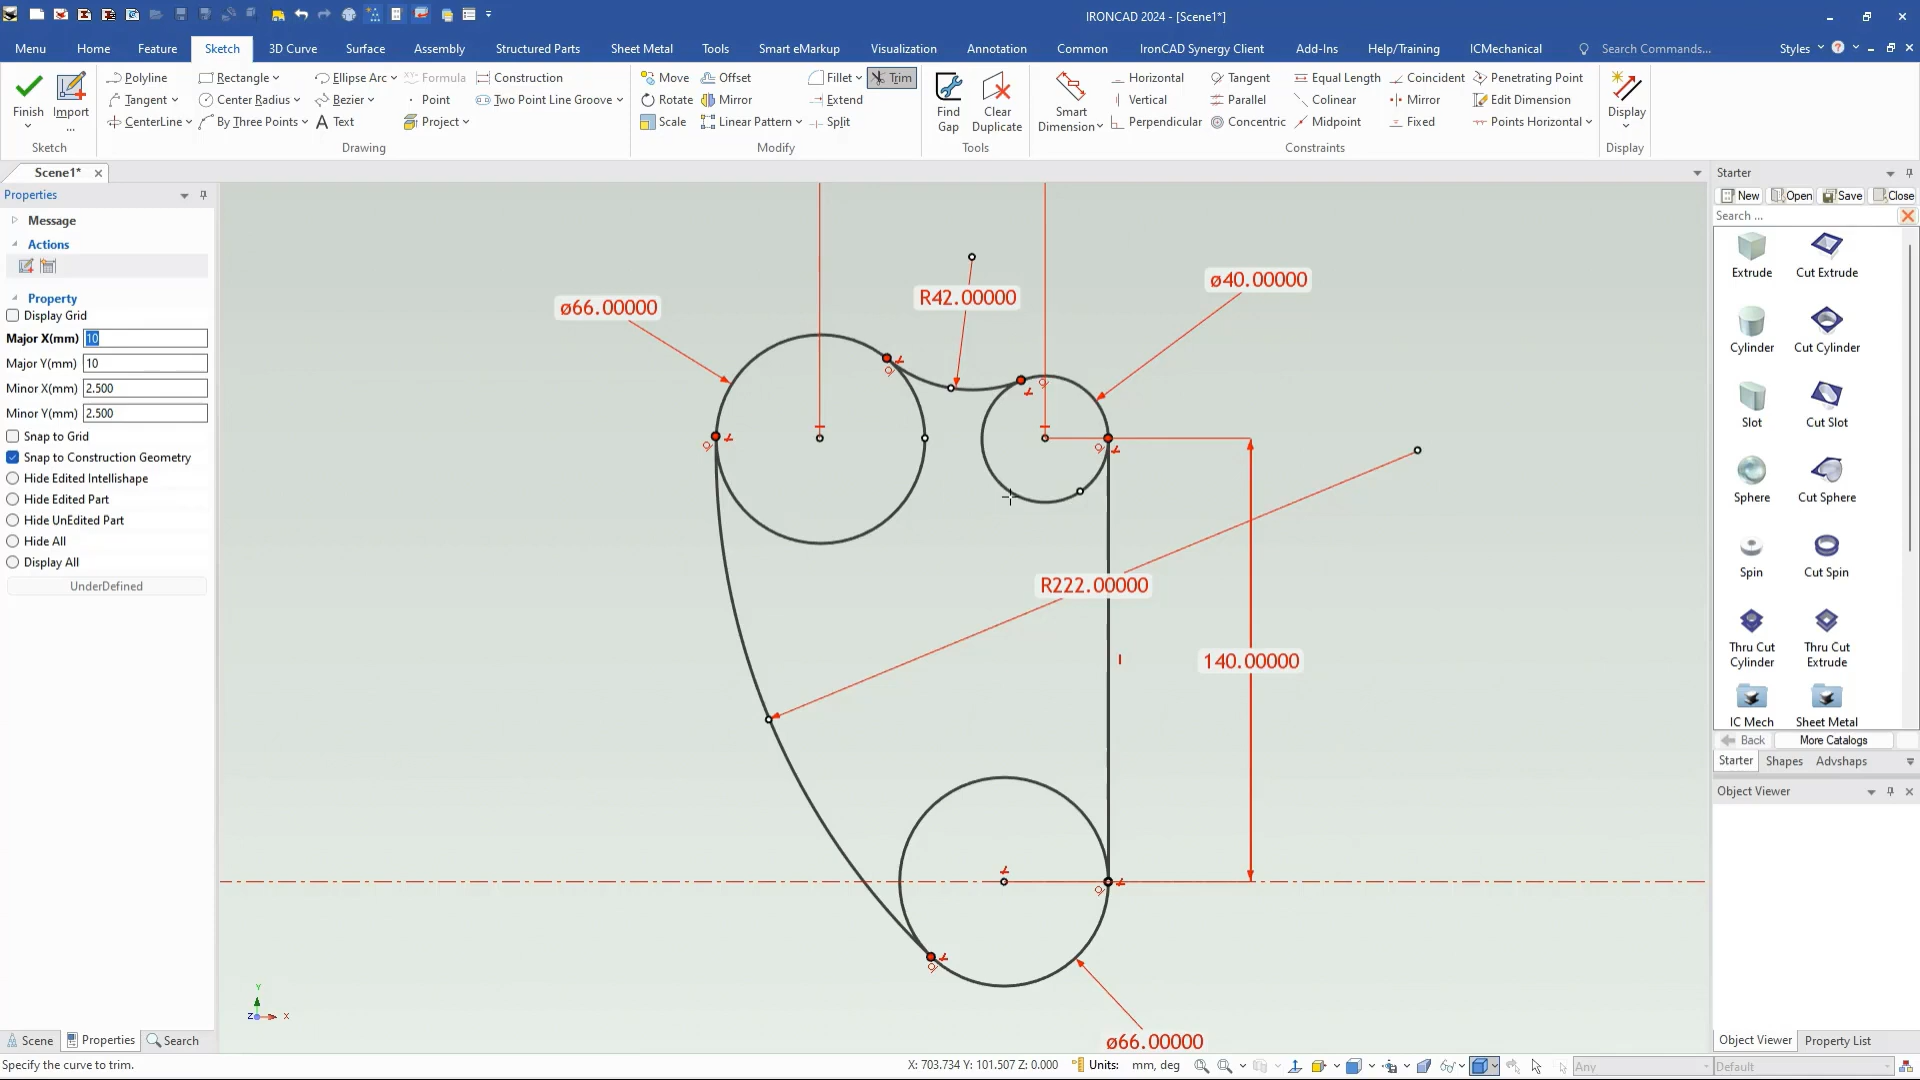 IRONCAD 2024 - [Scene1*]
Menu Home Feature Sketch 3D Curve Surface Assembly Structured Parts Sheet Metal Tools Smart eMarkup Visualization Annotation Common IronCAD Synergy Client Add-Ins Help/Training ICMechanical Search Commands... Styles
Polyline Rectangle Ellipse Arc Formula Construction Move Offset Fillet Trim Horizontal Tangent Equal Length Coincident Penetrating Point
Tangent Center Radius Bezier Point Two Point Line Groove Rotate Mirror Extend Vertical Parallel Colinear Mirror Edit Dimension
CenterLine By Three Points Text Project Scale Linear Pattern Split Perpendicular Concentric Midpoint Fixed Points Horizontal
Finish Import ... Find Gap Clear Duplicate Smart Dimension Display
Sketch Drawing Modify Tools Constraints Display
Scene1*
Properties
Message
Actions
Property
Display Grid
Major X(mm) 10
Major Y(mm) 10
Minor X(mm) 2.500
Minor Y(mm) 2.500
Snap to Grid
Snap to Construction Geometry
Hide Edited Intellishape
Hide Edited Part
Hide UnEdited Part
Hide All
Display All
UnderDefined
Scene Properties Search
ø66.00000
R42.00000
ø40.00000
R222.00000
140.00000
ø66.00000
Y
Z X
Starter
New Open Save Close
Search ...
Extrude Cut Extrude
Cylinder Cut Cylinder
Slot Cut Slot
Sphere Cut Sphere
Spin Cut Spin
Thru Cut Cylinder Thru Cut Extrude
IC Mech Sheet Metal
Back More Catalogs
Starter Shapes Advshaps
Object Viewer
Object Viewer Property List
Specify the curve to trim. X: 703.734 Y: 101.507 Z: 0.000 Units: mm, deg Any Default